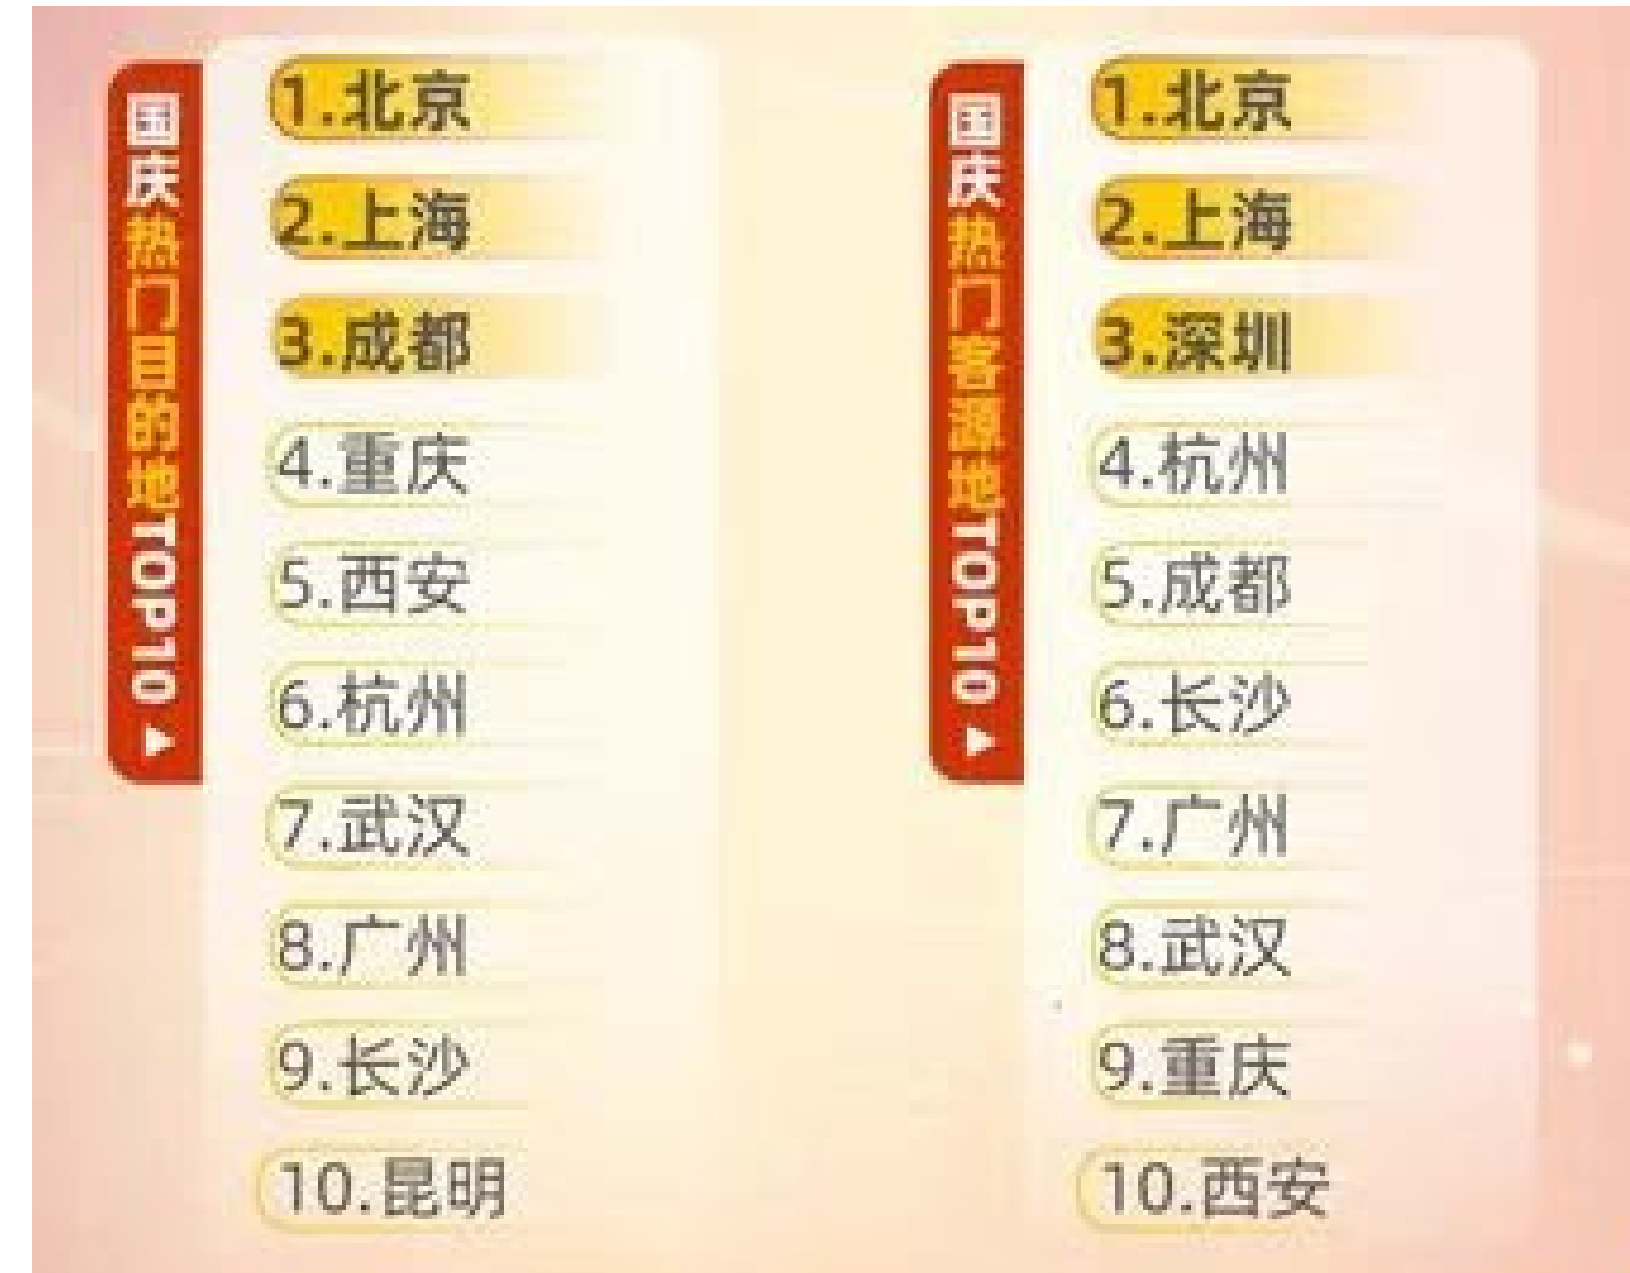 国庆热门目的地TOP10
1.北京
2.上海
3.成都
4.重庆
5.西安
6.杭州
7.武汉
8.广州
9.长沙
10.昆明
国庆热门客源地TOP10
1.北京
2.上海
3.深圳
4.杭州
5.成都
6.长沙
7.广州
8.武汉
9.重庆
10.西安